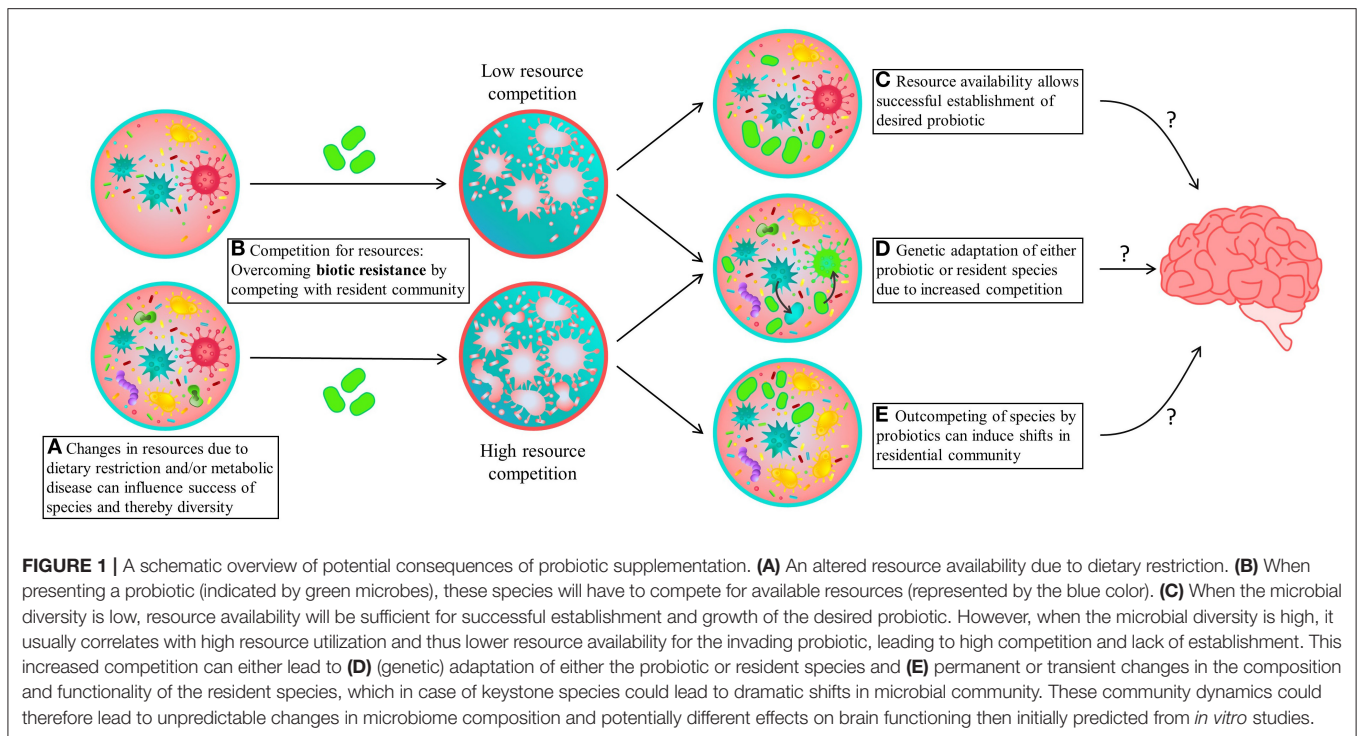 Low resource
competition
C Resource availability allows
successful establishment of
desired probiotic
?
B Competition for resources:
Overcoming biotic resistance by
competing with resident community
D Genetic adaptation of either
probiotic or resident species
due to increased competition
?
A Changes in resources due to
dietary restriction and/or metabolic
disease can influence success of
species and thereby diversity
High resource
competition
E Outcompeting of species by
probiotics can induce shifts in
residential community
?
FIGURE 1 | A schematic overview of potential consequences of probiotic supplementation. (A) An altered resource availability due to dietary restriction. (B) When
presenting a probiotic (indicated by green microbes), these species will have to compete for available resources (represented by the blue color). (C) When the microbial
diversity is low, resource availability will be sufficient for successful establishment and growth of the desired probiotic. However, when the microbial diversity is high, it
usually correlates with high resource utilization and thus lower resource availability for the invading probiotic, leading to high competition and lack of establishment. This
increased competition can either lead to (D) (genetic) adaptation of either the probiotic or resident species and (E) permanent or transient changes in the composition
and functionality of the resident species, which in case of keystone species could lead to dramatic shifts in microbial community. These community dynamics could
therefore lead to unpredictable changes in microbiome composition and potentially different effects on brain functioning then initially predicted from in vitro studies.